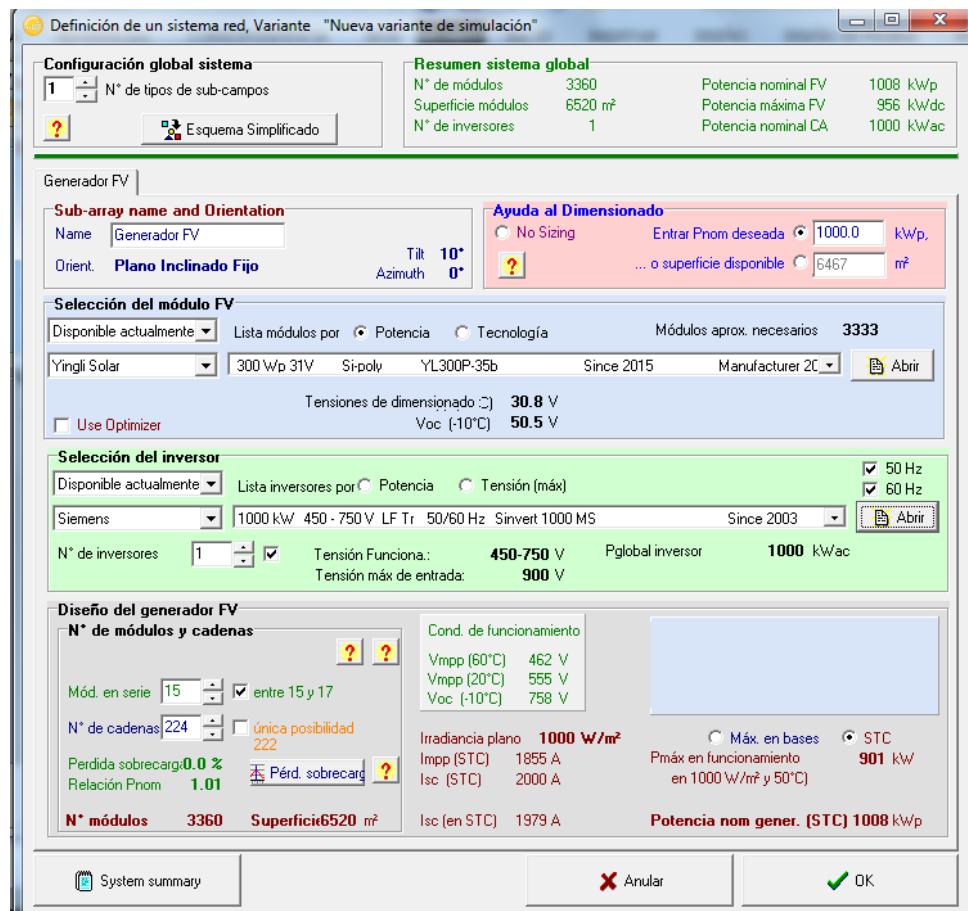 Definición de un sistema red, Variante "Nueva variante de simulación"
Configuración global sistema
1 N° de tipos de sub-campos
? Esquema Simplificado
Resumen sistema global
N° de módulos 3360 Potencia nominal FV 1008 kWp
Superficie módulos 6520 m² Potencia máxima FV 956 kWdc
N° de inversores 1 Potencia nominal CA 1000 kWac
Generador FV
Sub-array name and Orientation
Name Generador FV
Orient. Plano Inclinado Fijo
Tilt 10°
Azimuth 0°
Ayuda al Dimensionado
No Sizing Entrar Pnom deseada 1000.0 kWp,
? ... o superficie disponible 6467 m²
Selección del módulo FV
Disponible actualmente Lista módulos por Potencia Tecnología Módulos aprox. necesarios 3333
Yingli Solar 300 Wp 31V Si-poly YL300P-35b Since 2015 Manufacturer 20 Abrir
Tensiones de dimensionado :C) 30.8 V
Use Optimizer Voc (-10°C) 50.5 V
Selección del inversor
Disponible actualmente Lista inversores por Potencia Tensión (máx) 50 Hz
60 Hz
Siemens 1000 kW 450 - 750 V LF Tr 50/60 Hz Sinvert 1000 MS Since 2003 Abrir
N° de inversores 1 Tensión Funciona.: 450-750 V Pglobal inversor 1000 kWac
Tensión máx de entrada: 900 V
Diseño del generador FV
N° de módulos y cadenas
? ?
Mód. en serie 15 entre 15 y 17
N° de cadenas 224 única posibilidad
222
Perdida sobrecarga 0.0 % Pérd. sobrecarg ?
Relación Pnom 1.01
N° módulos 3360 Superficie 6520 m²
Cond. de funcionamiento
Vmpp (60°C) 462 V
Vmpp (20°C) 555 V
Voc (-10°C) 758 V
Irradiancia plano 1000 W/m²
Impp (STC) 1855 A
Isc (STC) 2000 A
Isc (en STC) 1979 A
Máx. en bases STC
Pmáx en funcionamiento 901 kW
en 1000 W/m² y 50°C)
Potencia nom gener. (STC) 1008 kWp
System summary Anular OK